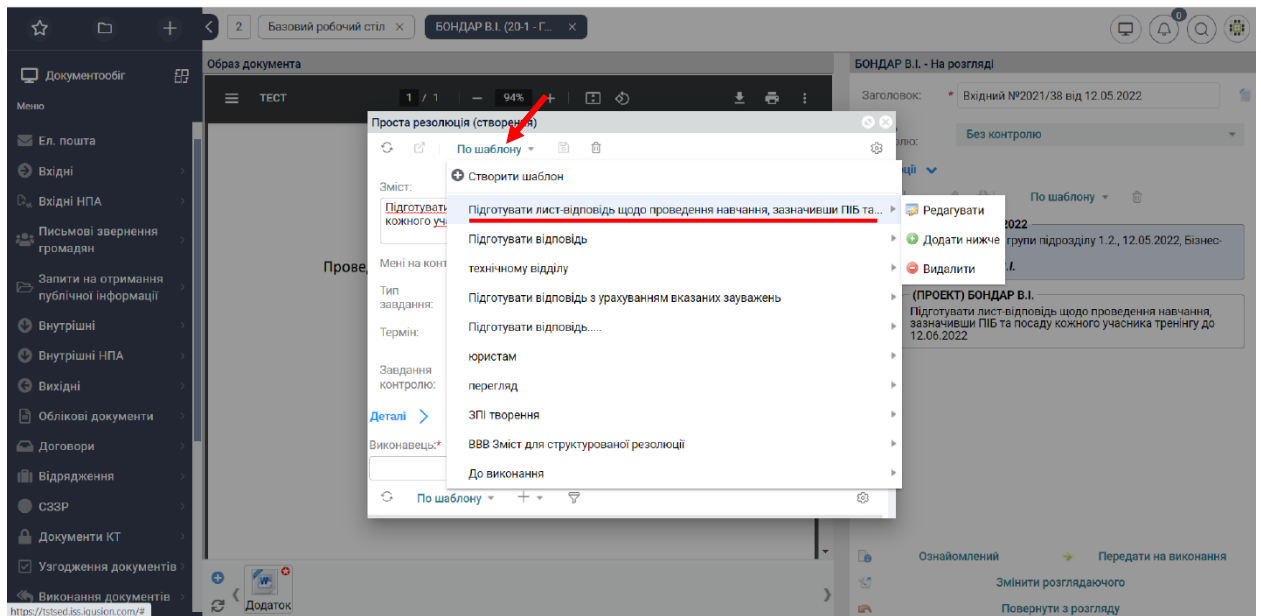 2
Базовий робочий стіл ×
БОНДАР В.І. (20-1 - Г... ×
0
Документообіг
Меню
Ел. пошта
Вхідні
Вхідні НПА
Письмові звернення
громадян
Запити на отримання
публічної інформації
Внутрішні
Внутрішні НПА
Вихідні
Облікові документи
Договори
Відрядження
СЗЗР
Документи КТ
Узгодження документів
Виконання документів
https://tstsed.iss.iqusion.com/#
Образ документа
ТЕСТ
1 / 1
94%
Прове
Додаток
Проста резолюція (створення)
По шаблону
Зміст:
Підготувати
кожного
Мені на конт
Тип
завдання:
Термін:
Завдання
контролю:
Деталі
Виконавець:*
По шаблону
Створити шаблон
Підготувати лист-відповідь щодо проведення навчання, зазначивши ПІБ та...
Підготувати відповідь
технічному відділу
Підготувати відповідь з урахуванням вказаних зауважень
Підготувати відповідь.....
юристам
перегляд
ЗПІ творення
ВВВ Зміст для структурованої резолюції
До виконання
Редагувати
Додати нижче
Видалити
БОНДАР В.І. - На розгляді
Заголовок: * Вхідний №2021/38 від 12.05.2022
лю:
Без контролю
ції
По шаблону
2022
групи підрозділу 1.2., 12.05.2022, Бізнес-
.І.
(ПРОЕКТ) БОНДАР В.І.
Підготувати лист-відповідь щодо проведення навчання,
зазначивши ПІБ та посаду кожного учасника тренінгу до
12.06.2022
Ознайомлений
Передати на виконання
Змінити розглядаючого
Повернути з розгляду